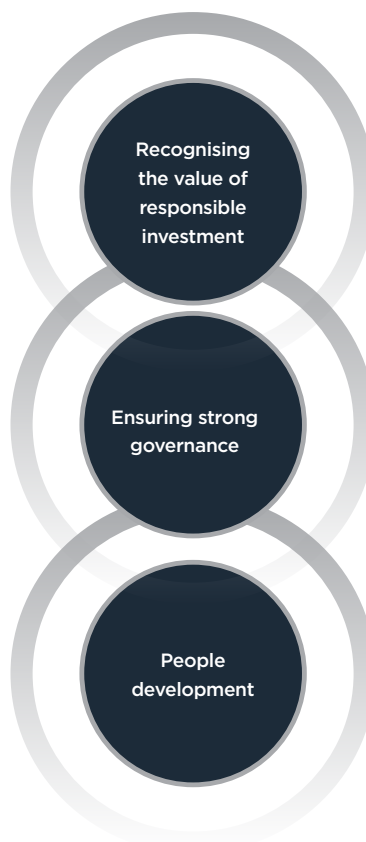 Recognising
the value of
responsible
investment
Ensuring strong
governance
People
development